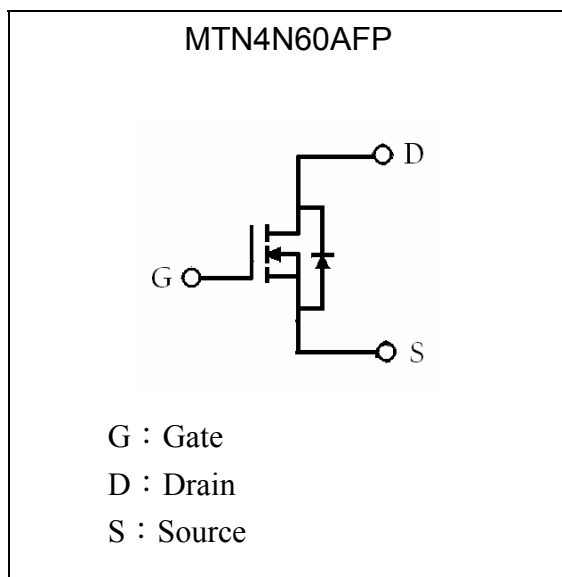 MTN4N60AFP
D
G
S
G：Gate
D：Drain
S：Source